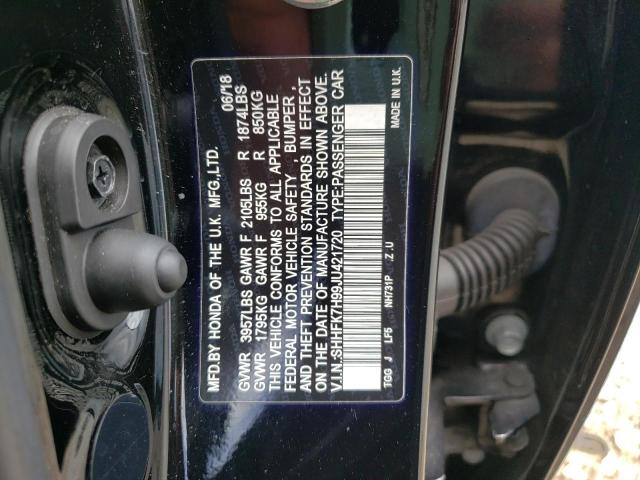 MFD.BY HONDA OF THE U.K. MFG.,LTD. 06/18
GVWR 3957LBS GAWR F 2105LBS R 1874LBS
GVWR 1795KG GAWR F 955KG R 850KG
THIS VEHICLE CONFORMS TO ALL APPLICABLE
FEDERAL MOTOR VEHICLE SAFETY, BUMPER,
AND THEFT PREVENTION STANDARDS IN EFFECT
ON THE DATE OF MANUFACTURE SHOWN ABOVE.
V.I.N.:SHHFK7H99JU421720 TYPE:PASSENGER CAR
TGG J LF5 NH731P .Z.U MADE IN U.K.